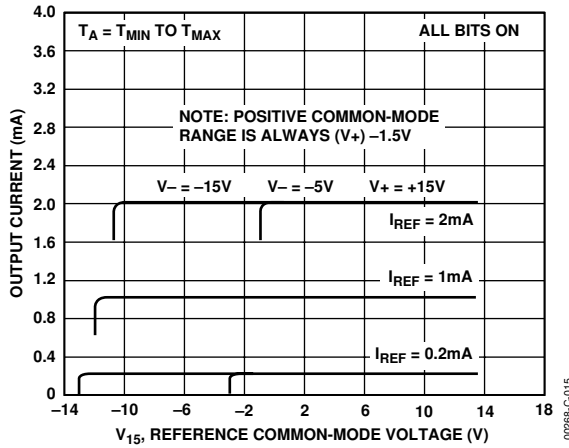 4.0
3.6
3.2
2.8
2.4
2.0
1.6
1.2
0.8
0.4
0
OUTPUT CURRENT (mA)
TA = TMIN TO TMAX
ALL BITS ON
NOTE: POSITIVE COMMON-MODE
RANGE IS ALWAYS (V+) –1.5V
V– = –15V V– = –5V V+ = +15V
IREF = 2mA
IREF = 1mA
IREF = 0.2mA
–14 –10 –6 –2 2 6 10 14 18
V15, REFERENCE COMMON-MODE VOLTAGE (V)
00268-C-015